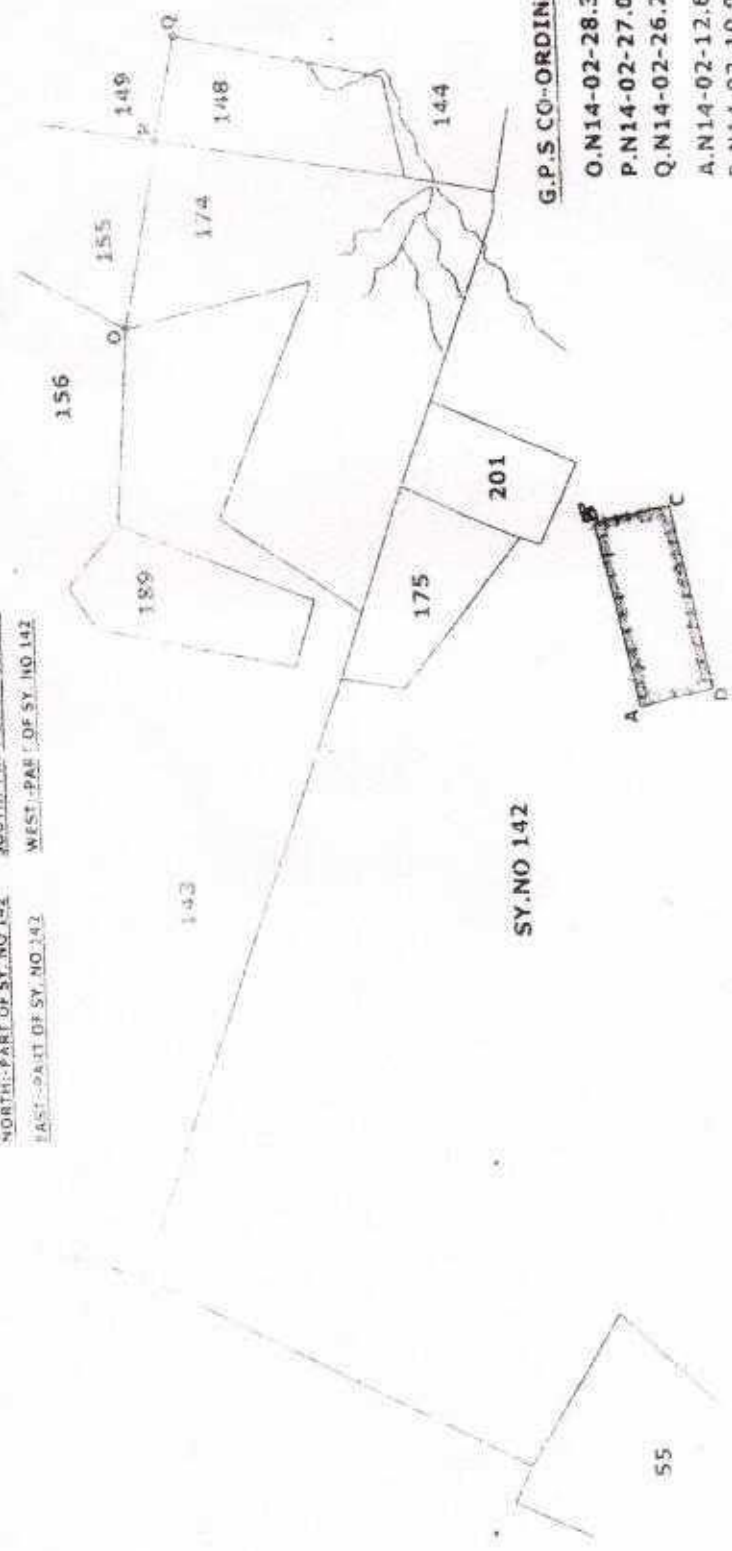 NORTH:-PART OF SY. NO 142
EAST:-PART OF SY. NO 142
WEST:-PART OF SY. NO 142
156
155
149
Q
O
P
174
148
189
143
144
175
201
SY.NO 142
A
C
D
55
G.P.S CO-ORDIN
O.N14-02-28.3
P.N14-02-27.0
Q.N14-02-26.2
A.N14-02-12.6